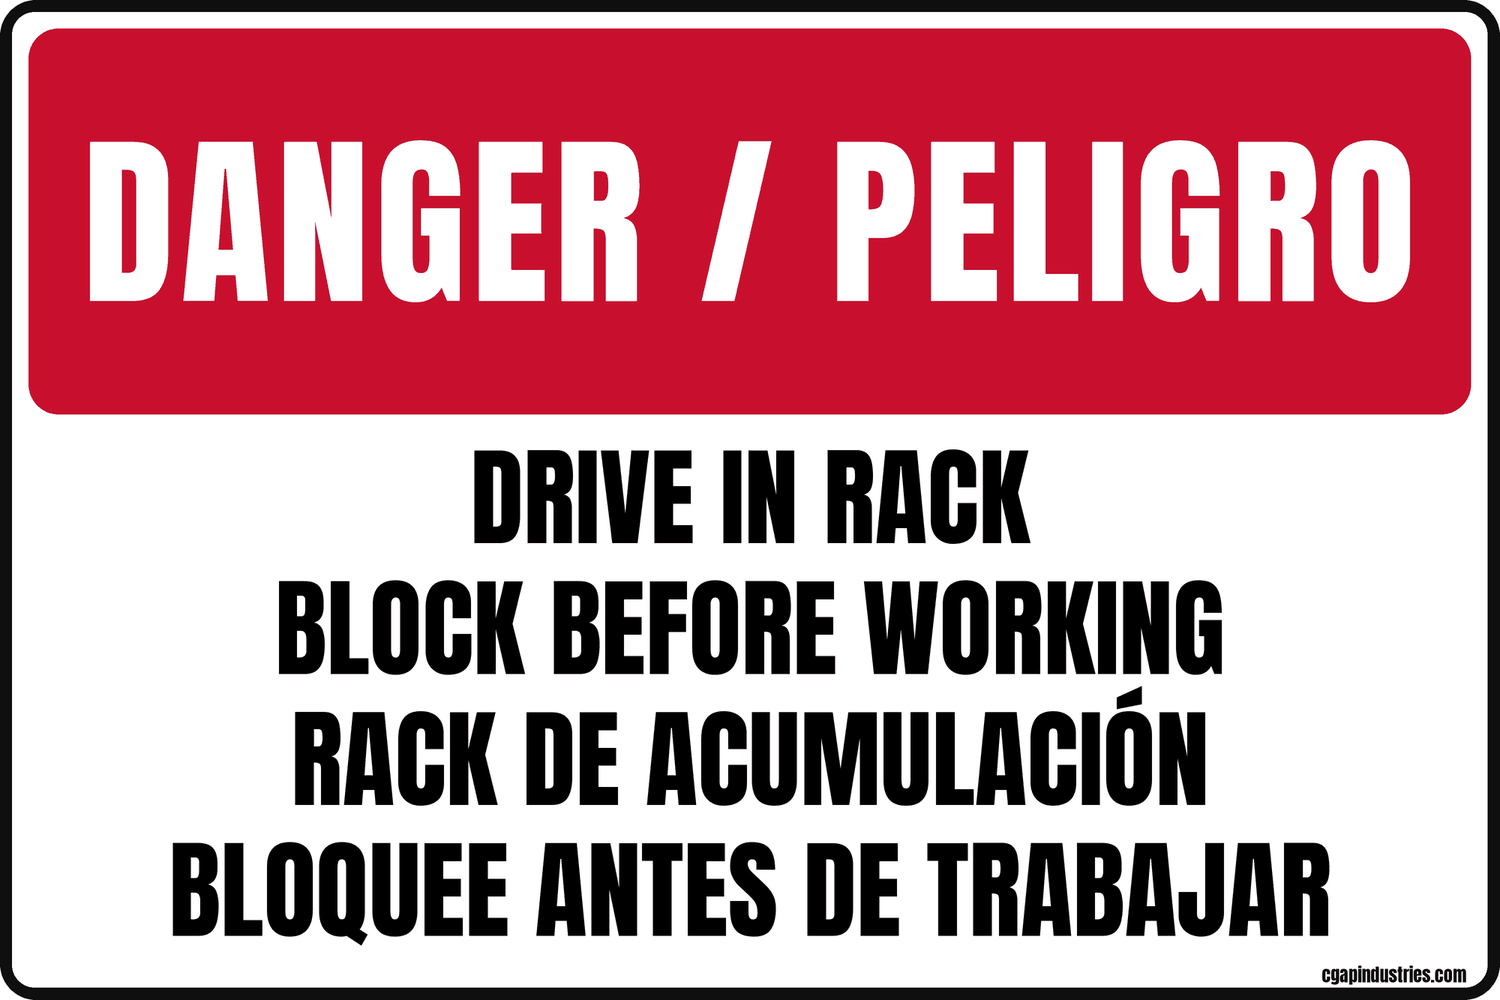 DANGER / PELIGRO
DRIVE IN RACK
BLOCK BEFORE WORKING
RACK DE ACUMULACIÓN
BLOQUEE ANTES DE TRABAJAR
cgapindustries.com